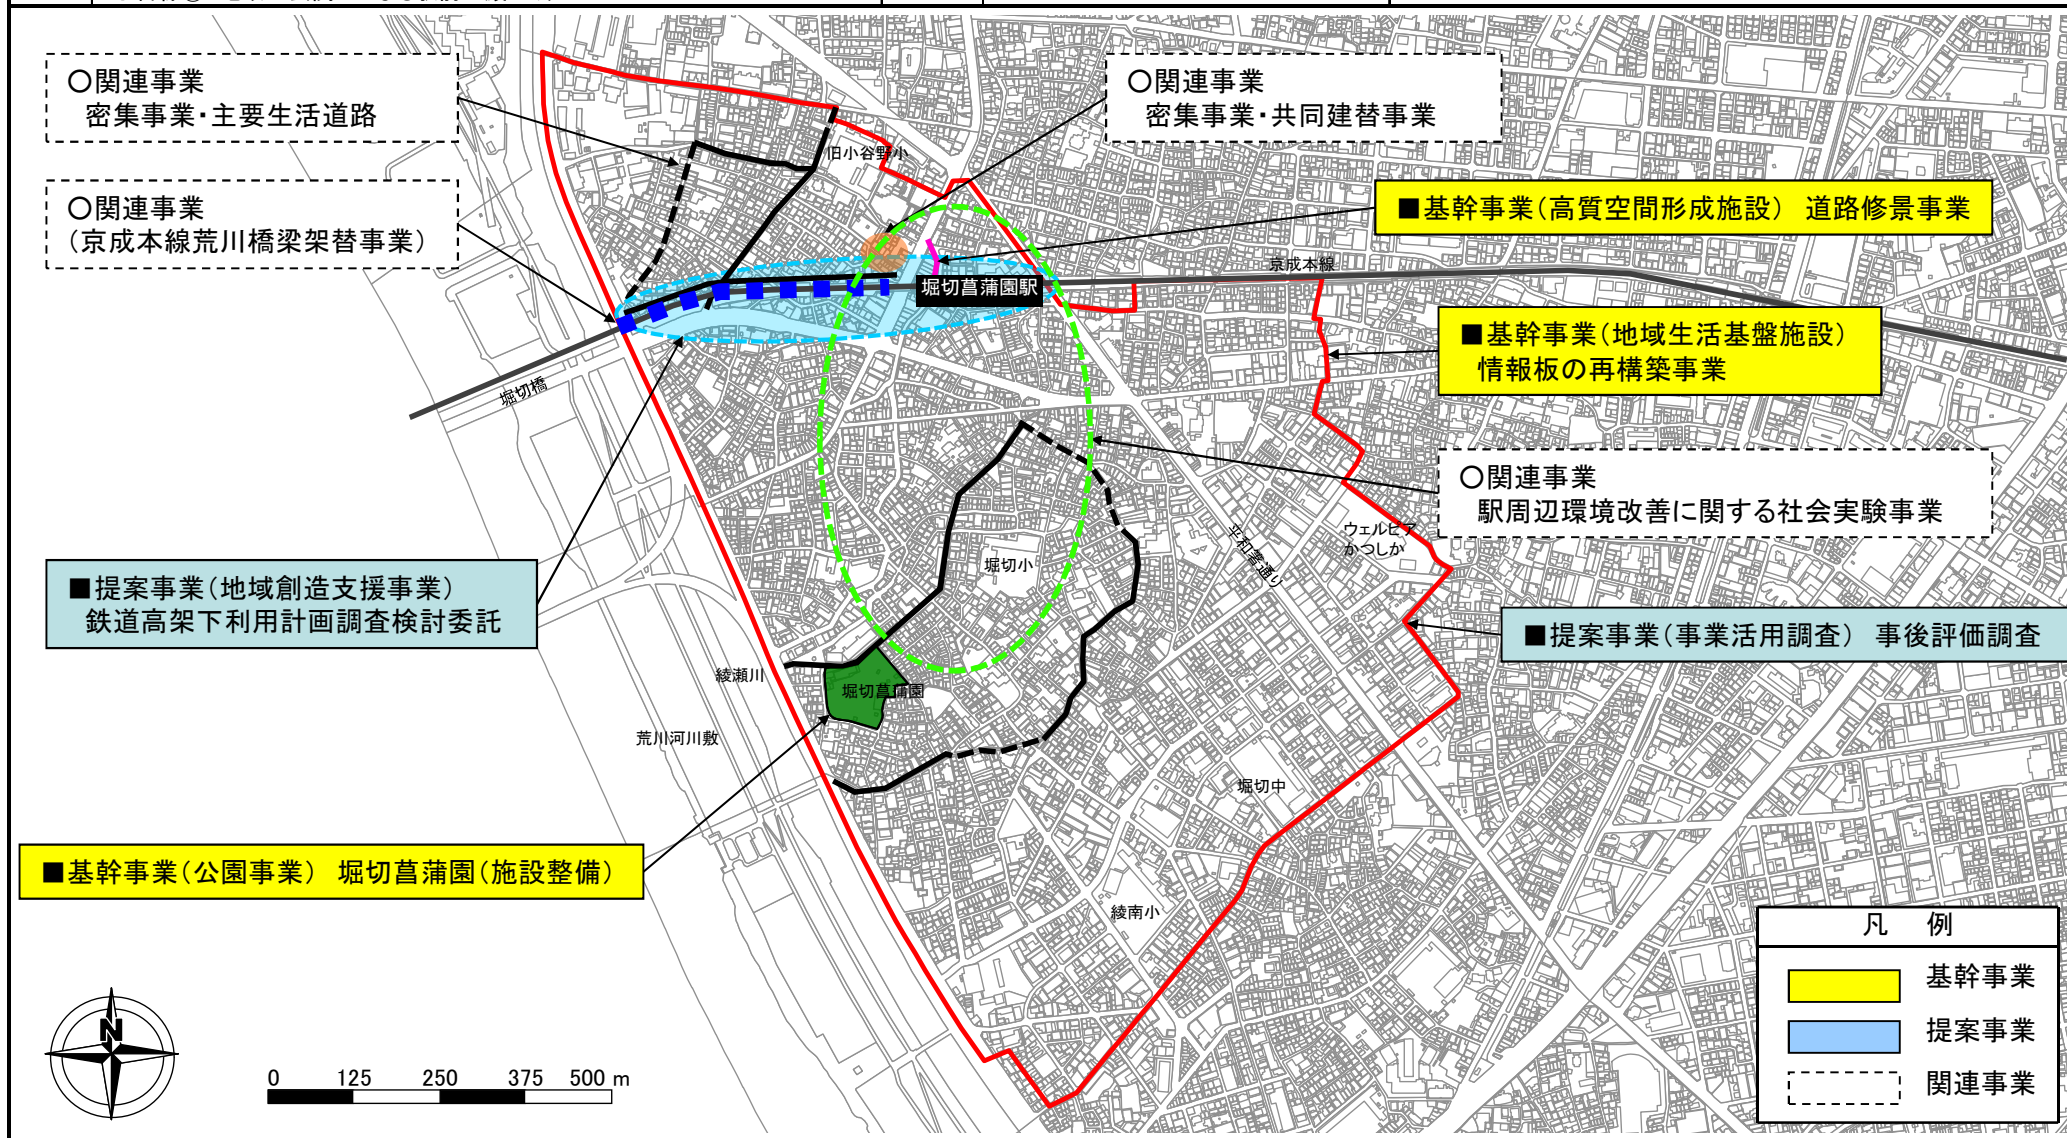 〇関連事業
密集事業・主要生活道路
〇関連事業
密集事業・共同建替事業
旧小谷野小
〇関連事業
（京成本線荒川橋梁架替事業）
■基幹事業（高質空間形成施設）　道路修景事業
京成本線
堀切菖蒲園駅
■基幹事業（地域生活基盤施設）
情報板の再構築事業
堀切橋
〇関連事業
駅周辺環境改善に関する社会実験事業
ウェルピア
かつしか
平和橋通り
堀切小
■提案事業（地域創造支援事業）
鉄道高架下利用計画調査検討委託
■提案事業（事業活用調査）　事後評価調査
綾瀬川
堀切菖蒲園
荒川河川敷
堀切中
■基幹事業（公園事業）　堀切菖蒲園（施設整備）
綾南小
凡　例
基幹事業
提案事業
関連事業
N
0 125 250 375 500 m